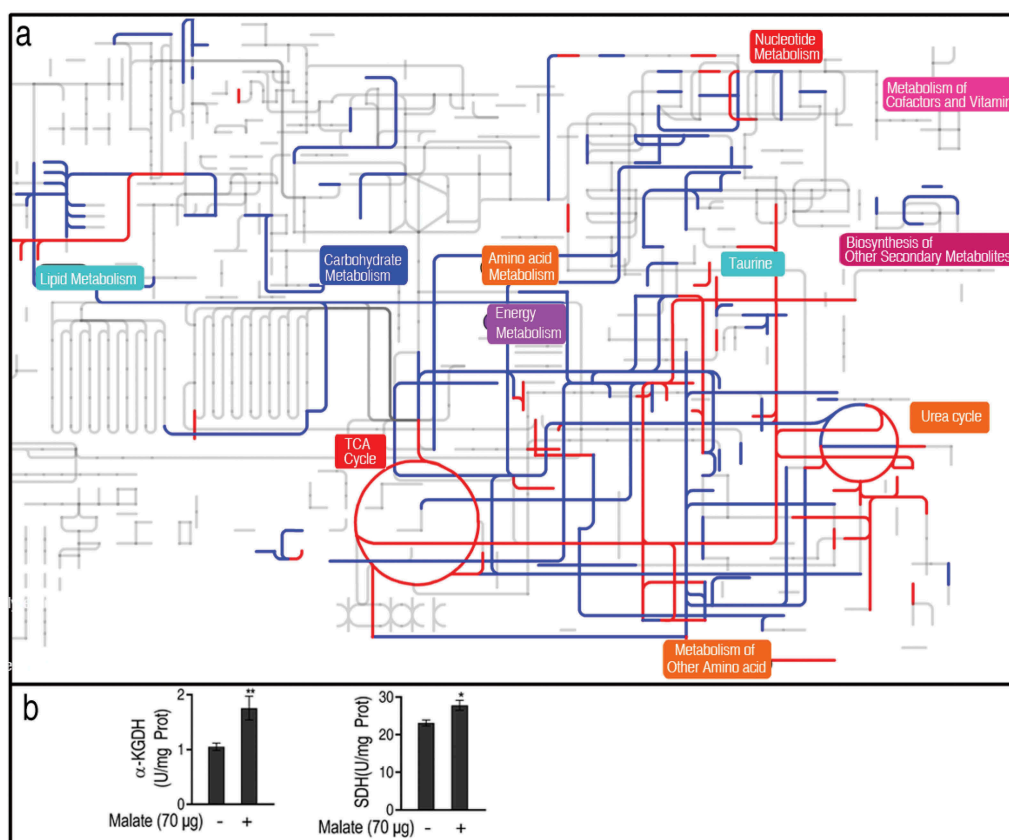 a
Nucleotide
Metabolism
Metabolism of
Cofactors and Vitamin
Biosynthesis of
Other Secondary Metabolites
Lipid Metabolism
Carbohydrate
Metabolism
Amino acid
Metabolism
Taurine
Energy
Metabolism
Urea cycle
TCA
Cycle
Metabolism of
Other Amino acid
b
α-KGDH
(U/mg Prot)
2
1
0
**
Malate (70 µg) - +
SDH(U/mg Prot)
30
20
10
0
*
Malate (70 µg) - +